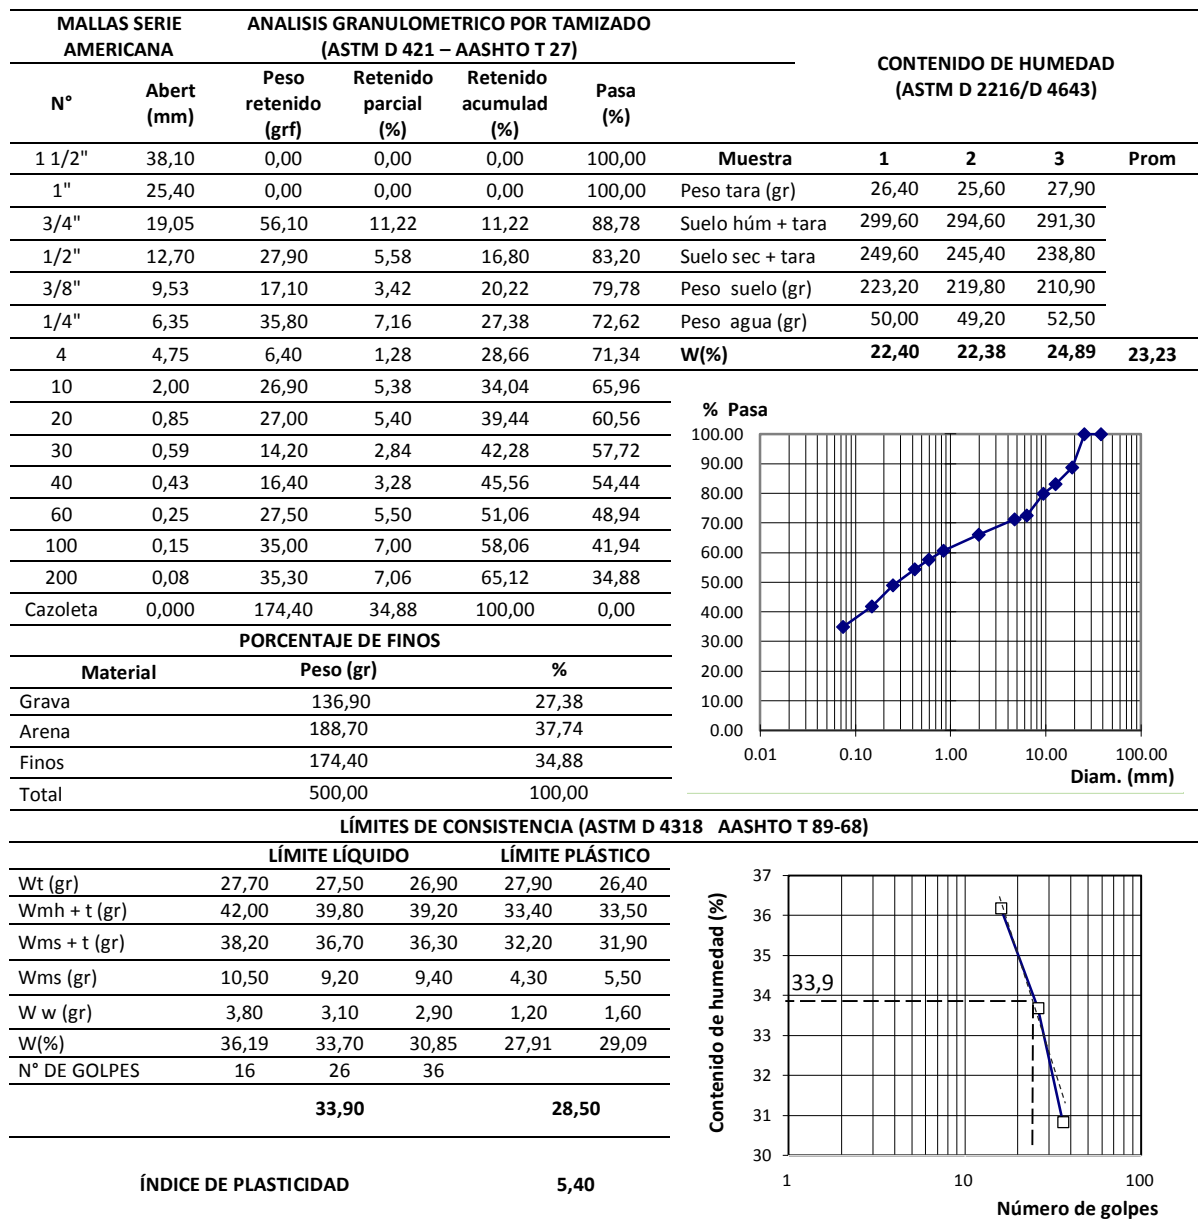 MALLAS SERIE AMERICANA ANALISIS GRANULOMETRICO POR TAMIZADO (ASTM D 421 – AASHTO T 27) CONTENIDO DE HUMEDAD (ASTM D 2216/D 4643)
N° Abert (mm) Peso retenido (grf) Retenido parcial (%) Retenido acumulad (%) Pasa (%)
1 1/2" 38,10 0,00 0,00 0,00 100,00 Muestra 1 2 3 Prom
1" 25,40 0,00 0,00 0,00 100,00 Peso tara (gr) 26,40 25,60 27,90
3/4" 19,05 56,10 11,22 11,22 88,78 Suelo húm + tara 299,60 294,60 291,30
1/2" 12,70 27,90 5,58 16,80 83,20 Suelo sec + tara 249,60 245,40 238,80
3/8" 9,53 17,10 3,42 20,22 79,78 Peso suelo (gr) 223,20 219,80 210,90
1/4" 6,35 35,80 7,16 27,38 72,62 Peso agua (gr) 50,00 49,20 52,50
4 4,75 6,40 1,28 28,66 71,34 W(%) 22,40 22,38 24,89 23,23
10 2,00 26,90 5,38 34,04 65,96
20 0,85 27,00 5,40 39,44 60,56
30 0,59 14,20 2,84 42,28 57,72
40 0,43 16,40 3,28 45,56 54,44
60 0,25 27,50 5,50 51,06 48,94
100 0,15 35,00 7,00 58,06 41,94
200 0,08 35,30 7,06 65,12 34,88
Cazoleta 0,000 174,40 34,88 100,00 0,00
% Pasa
100.00
90.00
80.00
70.00
60.00
50.00
40.00
30.00
20.00
10.00
0.00
0.01 0.10 1.00 10.00 100.00
Diam. (mm)
PORCENTAJE DE FINOS
Material Peso (gr) %
Grava 136,90 27,38
Arena 188,70 37,74
Finos 174,40 34,88
Total 500,00 100,00
LÍMITES DE CONSISTENCIA (ASTM D 4318 AASHTO T 89-68)
LÍMITE LÍQUIDO LÍMITE PLÁSTICO
Wt (gr) 27,70 27,50 26,90 27,90 26,40
Wmh + t (gr) 42,00 39,80 39,20 33,40 33,50
Wms + t (gr) 38,20 36,70 36,30 32,20 31,90
Wms (gr) 10,50 9,20 9,40 4,30 5,50
W w (gr) 3,80 3,10 2,90 1,20 1,60
W(%) 36,19 33,70 30,85 27,91 29,09
N° DE GOLPES 16 26 36
33,90 28,50
ÍNDICE DE PLASTICIDAD 5,40
Contenido de humedad (%)
37
36
35
34
33
32
31
30
33,9
1 10 100
Número de golpes